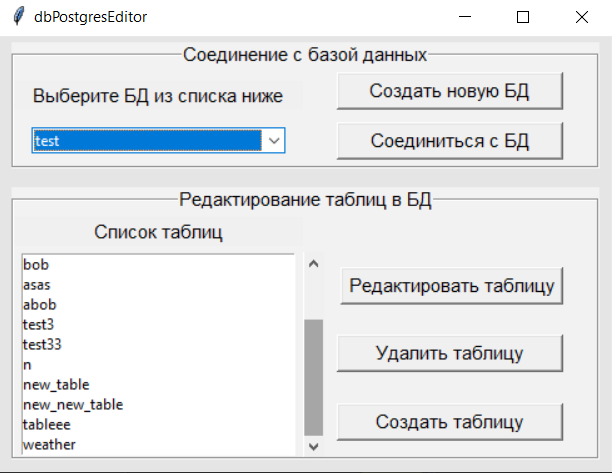 dbPostgresEditor
Соединение с базой данных
Выберите БД из списка ниже
Создать новую БД
test
Соединиться с БД
Редактирование таблиц в БД
Список таблиц
bob
asas
abob
test3
test33
n
new_table
new_new_table
tableee
weather
Редактировать таблицу
Удалить таблицу
Создать таблицу